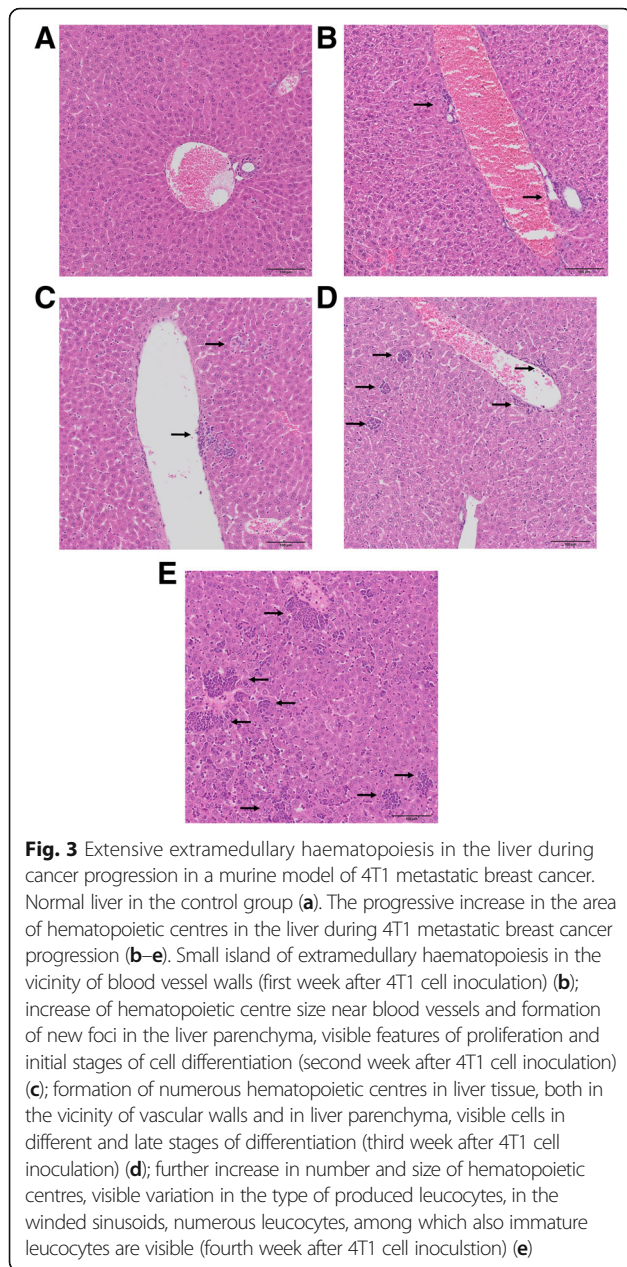 A
B
C
D
E
Fig. 3 Extensive extramedullary haematopoiesis in the liver during
cancer progression in a murine model of 4T1 metastatic breast cancer.
Normal liver in the control group (a). The progressive increase in the area
of hematopoietic centres in the liver during 4T1 metastatic breast cancer
progression (b–e). Small island of extramedullary haematopoiesis in the
vicinity of blood vessel walls (first week after 4T1 cell inoculation) (b);
increase of hematopoietic centre size near blood vessels and formation
of new foci in the liver parenchyma, visible features of proliferation and
initial stages of cell differentiation (second week after 4T1 cell inoculation)
(c); formation of numerous hematopoietic centres in liver tissue, both in
the vicinity of vascular walls and in liver parenchyma, visible cells in
different and late stages of differentiation (third week after 4T1 cell
inoculation) (d); further increase in number and size of hematopoietic
centres, visible variation in the type of produced leucocytes, in the
winded sinusoids, numerous leucocytes, among which also immature
leucocytes are visible (fourth week after 4T1 cell inoculstion) (e)